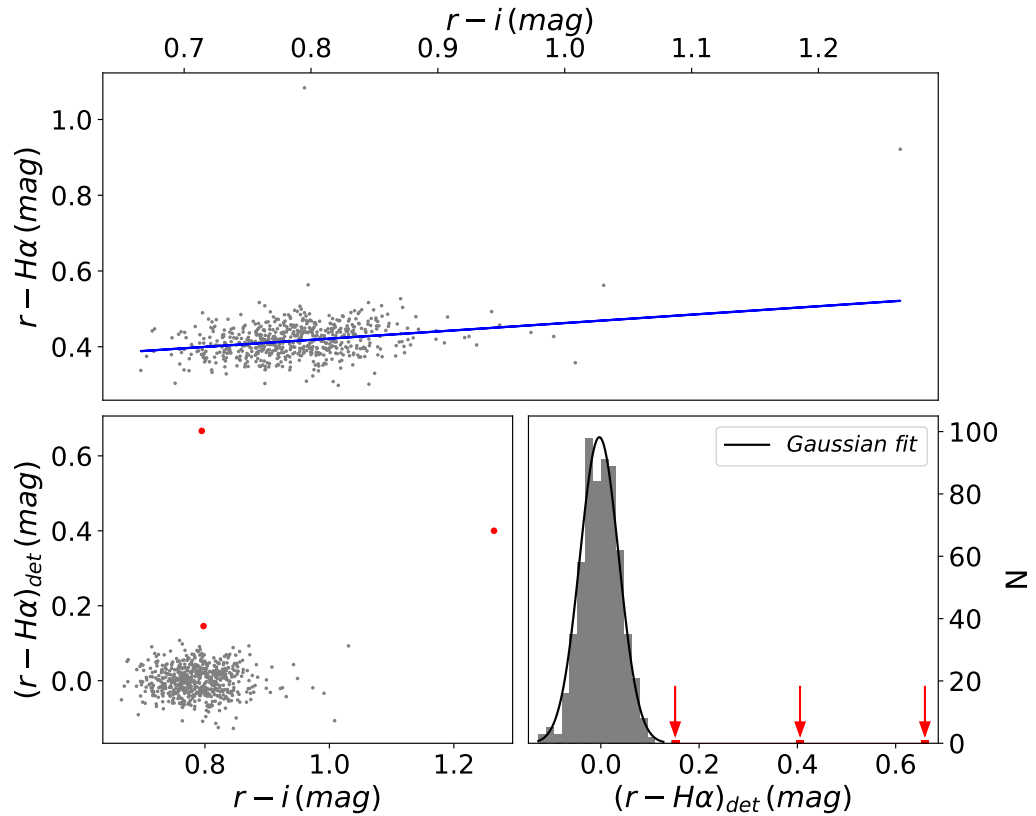 r − i (mag)
0.7 0.8 0.9 1.0 1.1 1.2
r − Hα (mag)
1.0
0.8
0.6
0.4
(r − Hα)det (mag)
0.6
0.4
0.2
0.0
0.8 1.0 1.2
r − i (mag)
Gaussian fit
100
80
60
40
20
0
N
0.0 0.2 0.4 0.6
(r − Hα)det (mag)